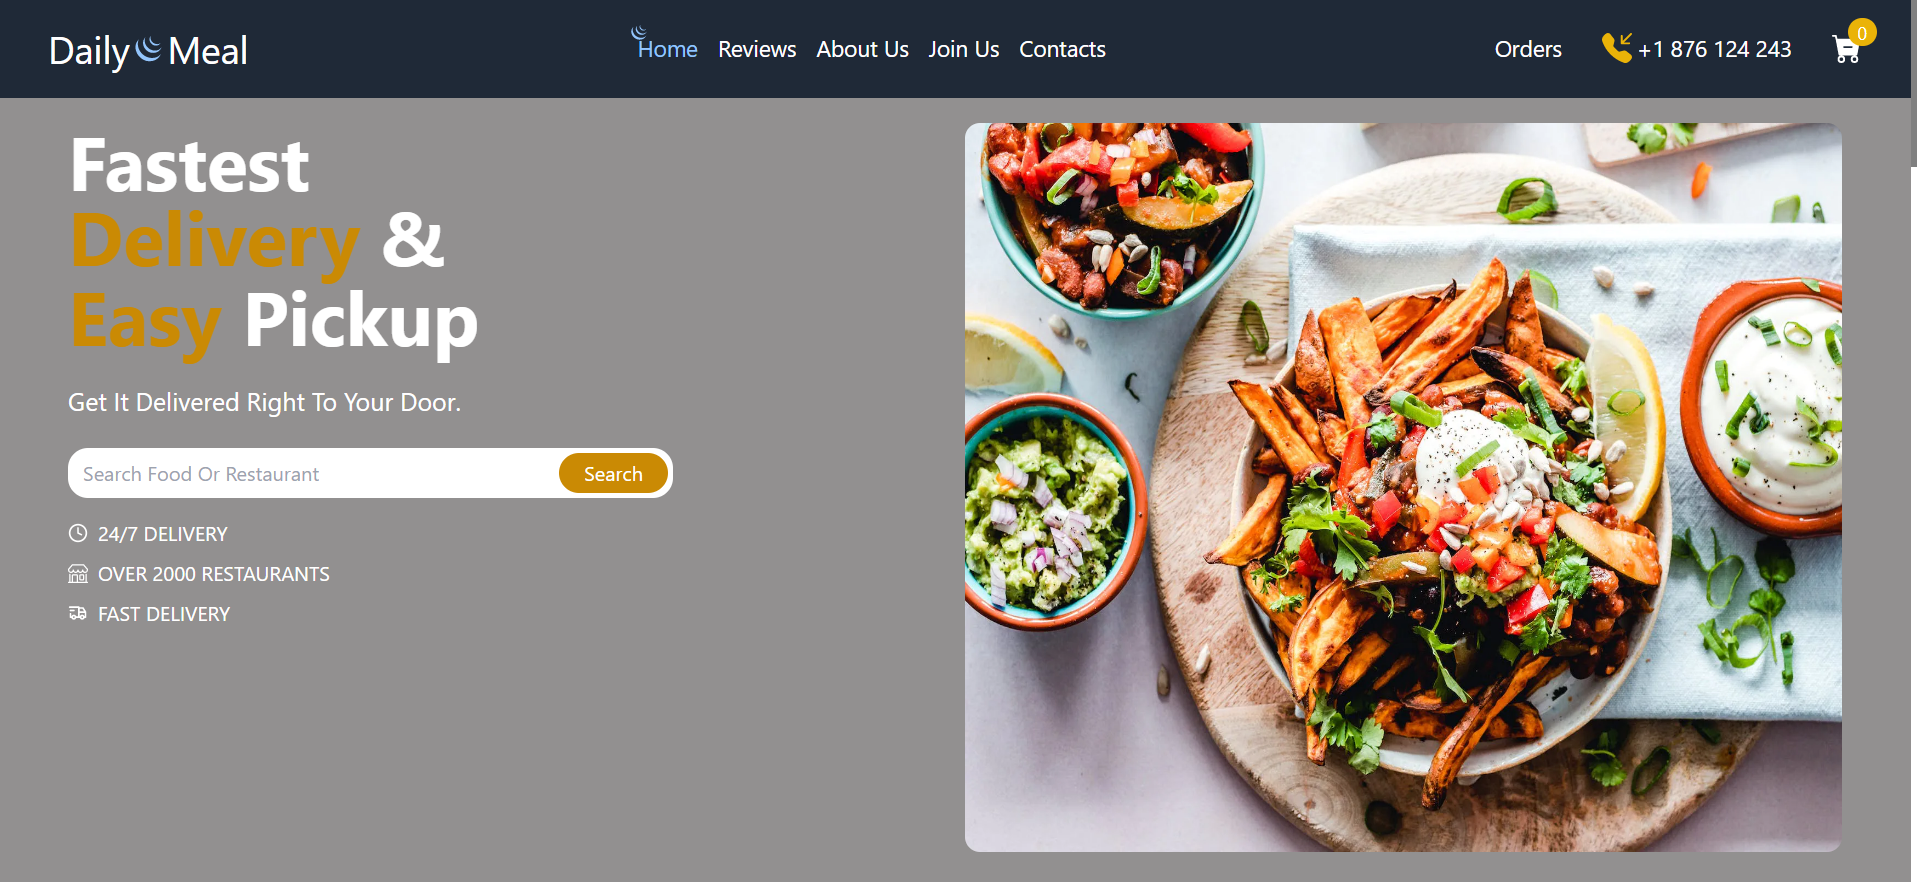 Daily Meal
Home Reviews About Us Join Us Contacts
Orders +1 876 124 243 0
Fastest
Delivery &
Easy Pickup
Get It Delivered Right To Your Door.
Search Food Or Restaurant Search
24/7 DELIVERY
OVER 2000 RESTAURANTS
FAST DELIVERY